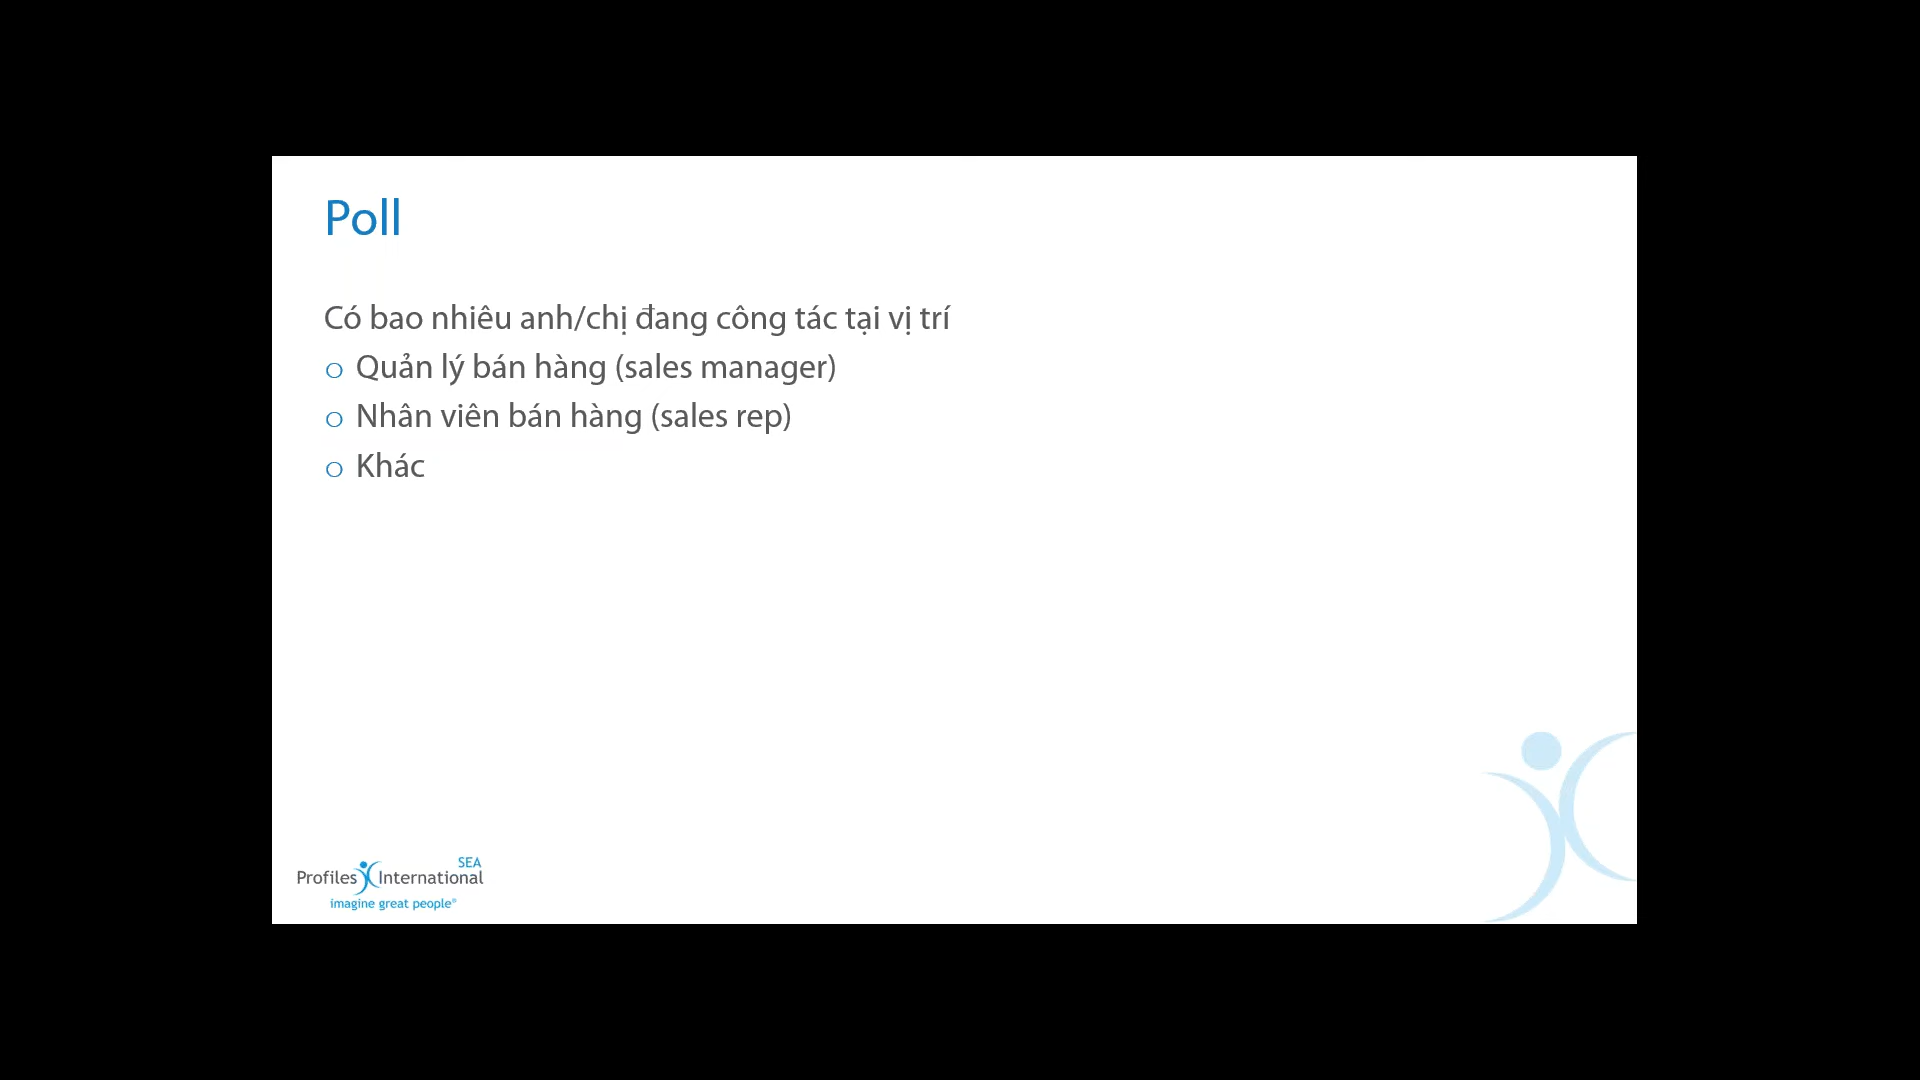 Poll
Có bao nhiêu anh/chị đang công tác tại vị trí
Quản lý bán hàng (sales manager)
Nhân viên bán hàng (sales rep)
Khác
SEA
Profiles International
imagine great people®